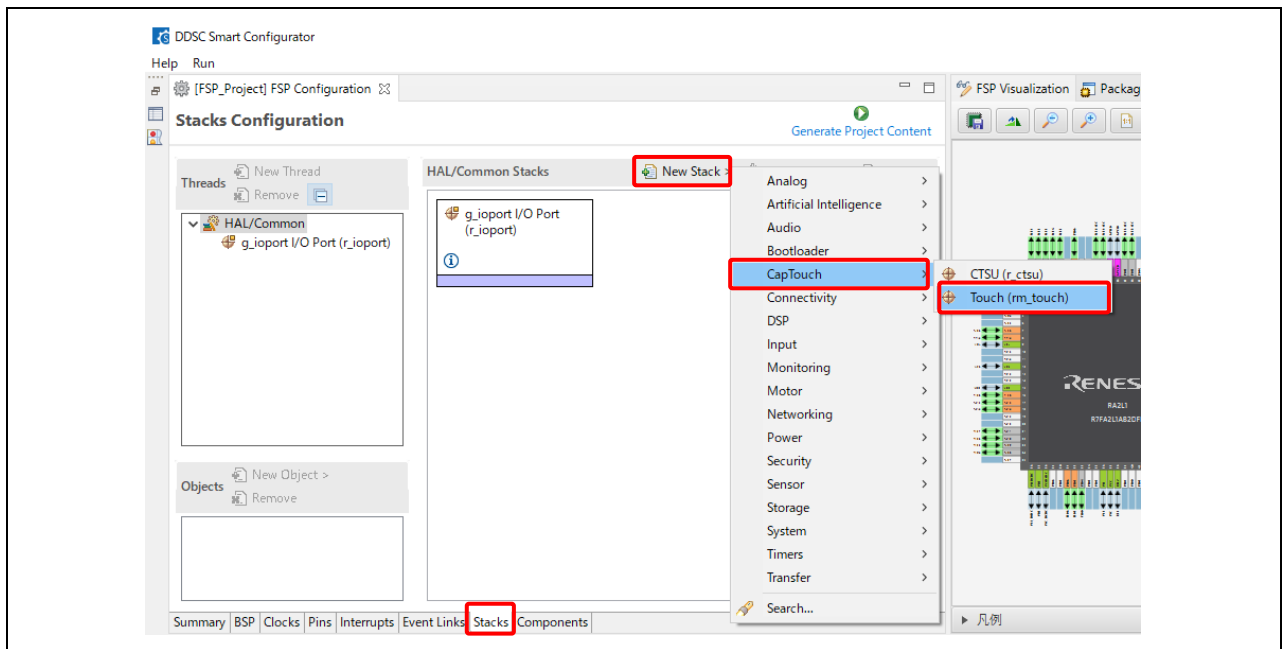 DDSC Smart Configurator
Help Run
[FSP_Project] FSP Configuration
Stacks Configuration
Generate Project Content
Threads
New Thread
Remove
HAL/Common
g_ioport I/O Port (r_ioport)
Objects
New Object >
Remove
HAL/Common Stacks
New Stack >
g_ioport I/O Port
(r_ioport)
Analog
Artificial Intelligence
Audio
Bootloader
CapTouch
Connectivity
DSP
Input
Monitoring
Motor
Networking
Power
Security
Sensor
Storage
System
Timers
Transfer
Search...
CTSU (r_ctsu)
Touch (rm_touch)
FSP Visualization
Packag
RENES
RA2L1
R7FA2L1AB2DF
凡例
Summary BSP Clocks Pins Interrupts Event Links Stacks Components